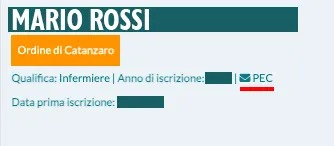 MARIO ROSSI
Ordine di Catanzaro
Qualifica: Infermiere | Anno di iscrizione: | PEC
Data prima iscrizione: